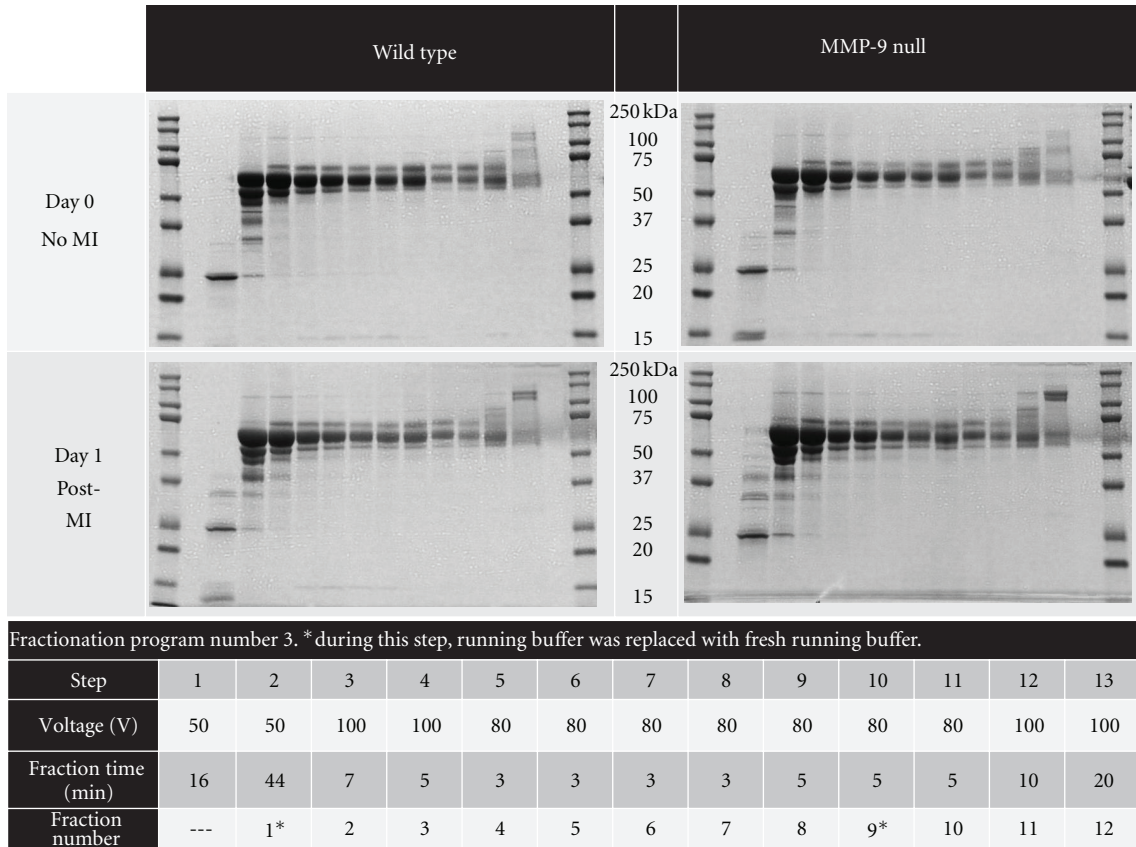 Wild type
MMP-9 null
Day 0
No MI
250 kDa
100
75
50
37
25
20
15
Day 1
Post-
MI
250 kDa
100
75
50
37
25
20
15
Fractionation program number 3. * during this step, running buffer was replaced with fresh running buffer.
Step 1 2 3 4 5 6 7 8 9 10 11 12 13
Voltage (V) 50 50 100 100 80 80 80 80 80 80 80 100 100
Fraction time
(min) 16 44 7 5 3 3 3 3 5 5 5 10 20
Fraction
number --- 1* 2 3 4 5 6 7 8 9* 10 11 12